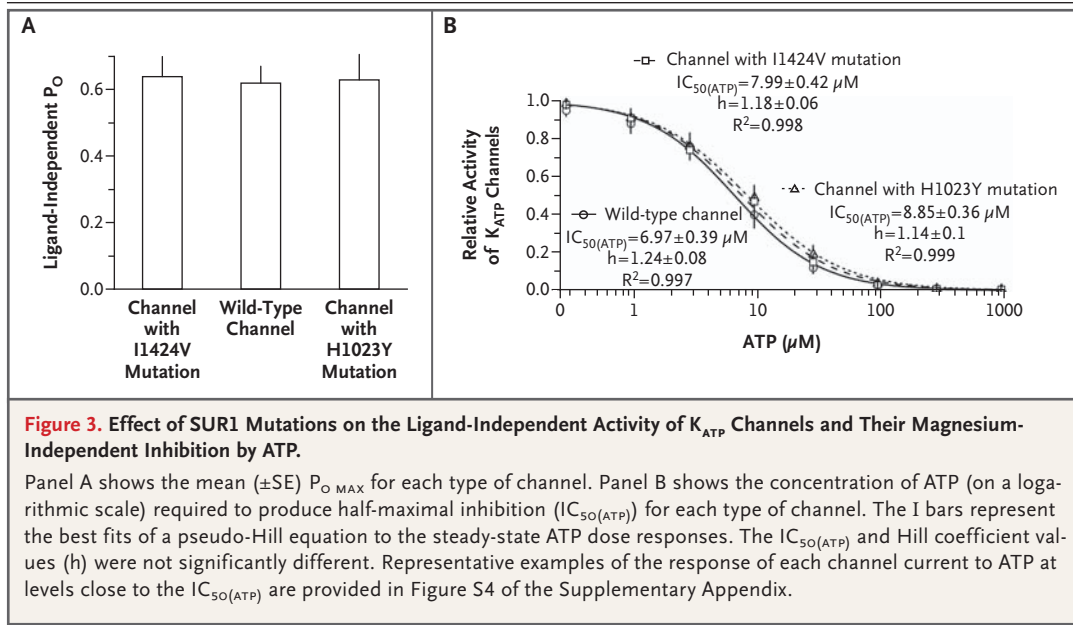 A
Ligand-Independent P_O
0.6
0.4
0.2
0.0
Channel with I1424V Mutation
Wild-Type Channel
Channel with H1023Y Mutation
B
Relative Activity
of K_ATP Channels
1.0
0.8
0.6
0.4
0.2
0.0
Channel with I1424V mutation
IC50(ATP)=7.99±0.42 µM
h=1.18±0.06
R²=0.998
Channel with H1023Y mutation
IC50(ATP)=8.85±0.36 µM
h=1.14±0.1
R²=0.999
Wild-type channel
IC50(ATP)=6.97±0.39 µM
h=1.24±0.08
R²=0.997
0 1 10 100 1000
ATP (µM)
Figure 3. Effect of SUR1 Mutations on the Ligand-Independent Activity of K_ATP Channels and Their Magnesium-
Independent Inhibition by ATP.
Panel A shows the mean (±SE) P_O MAX for each type of channel. Panel B shows the concentration of ATP (on a loga-
rithmic scale) required to produce half-maximal inhibition (IC50(ATP)) for each type of channel. The I bars represent
the best fits of a pseudo-Hill equation to the steady-state ATP dose responses. The IC50(ATP) and Hill coefficient val-
ues (h) were not significantly different. Representative examples of the response of each channel current to ATP at
levels close to the IC50(ATP) are provided in Figure S4 of the Supplementary Appendix.